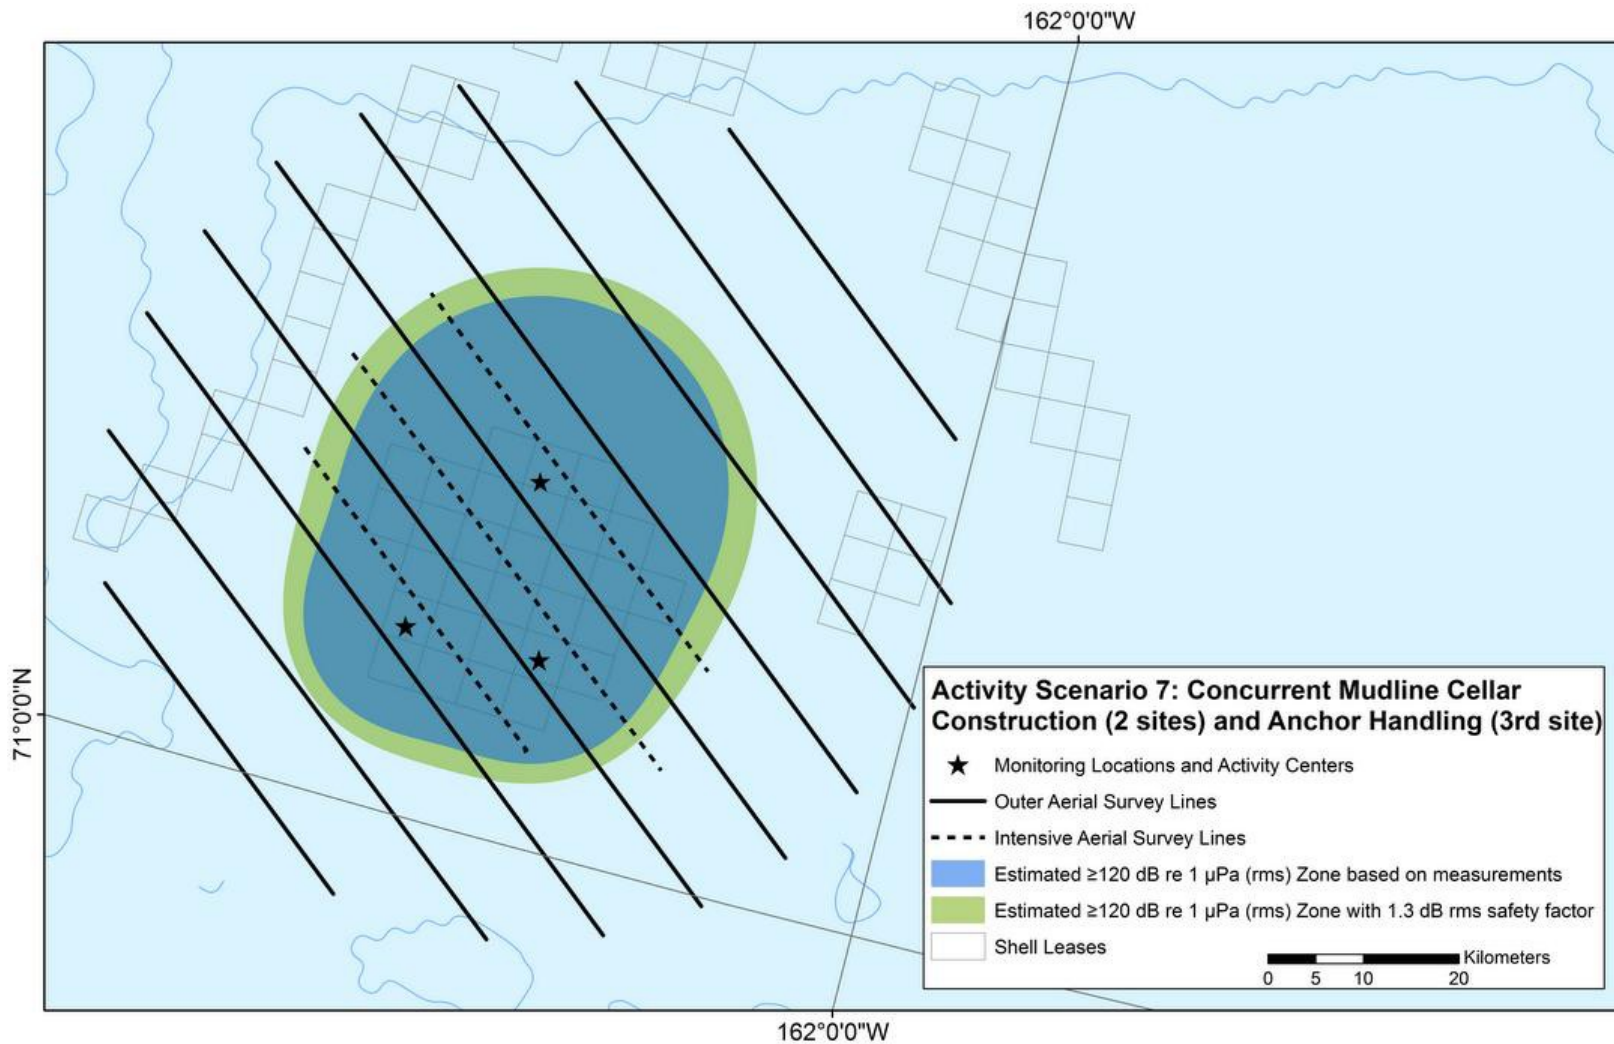 162°0'0"W
71°0'0"N
Activity Scenario 7: Concurrent Mudline Cellar
Construction (2 sites) and Anchor Handling (3rd site)
Monitoring Locations and Activity Centers
Outer Aerial Survey Lines
Intensive Aerial Survey Lines
Estimated ≥120 dB re 1 µPa (rms) Zone based on measurements
Estimated ≥120 dB re 1 µPa (rms) Zone with 1.3 dB rms safety factor
Shell Leases
Kilometers
0 5 10 20
162°0'0"W